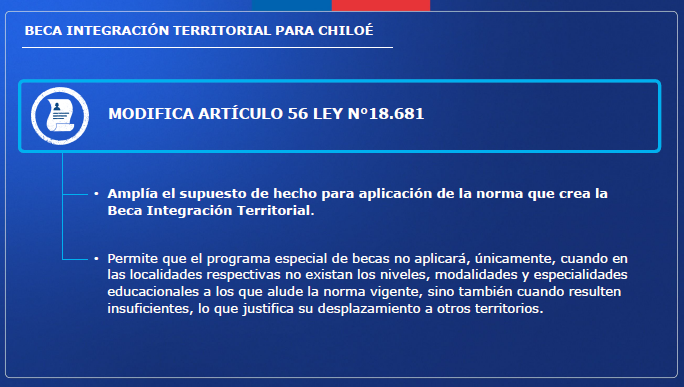 BECA INTEGRACIÓN TERRITORIAL PARA CHILOÉ
MODIFICA ARTÍCULO 56 LEY N°18.681
• Amplía el supuesto de hecho para aplicación de la norma que crea la
Beca Integración Territorial.
• Permite que el programa especial de becas no aplicará, únicamente, cuando en
las localidades respectivas no existan los niveles, modalidades y especialidades
educacionales a los que alude la norma vigente, sino también cuando resulten
insuficientes, lo que justifica su desplazamiento a otros territorios.